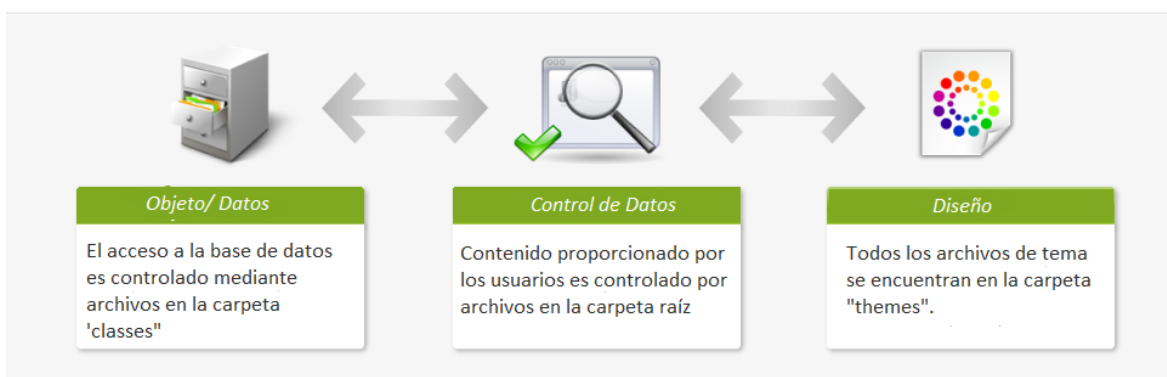 Objeto/ Datos
El acceso a la base de datos
es controlado mediante
archivos en la carpeta
'classes"
Control de Datos
Contenido proporcionado por
los usuarios es controlado por
archivos en la carpeta raíz
Diseño
Todos los archivos de tema
se encuentran en la carpeta
"themes".